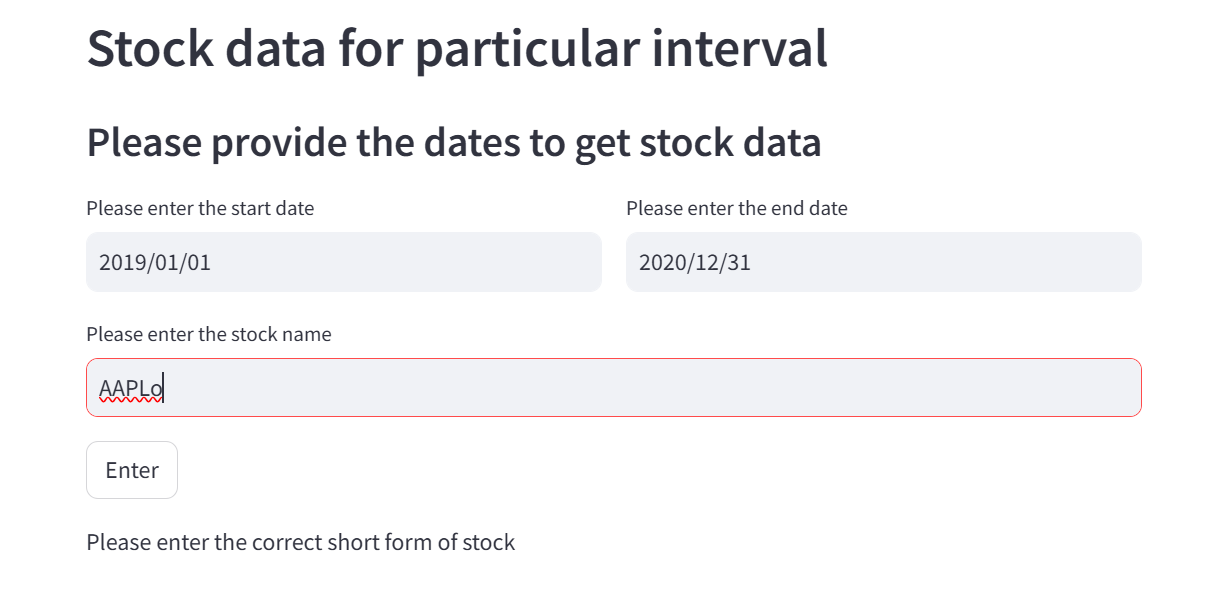 Stock data for particular interval
Please provide the dates to get stock data
Please enter the start date
Please enter the end date
2019/01/01
2020/12/31
Please enter the stock name
AAPLo
Enter
Please enter the correct short form of stock